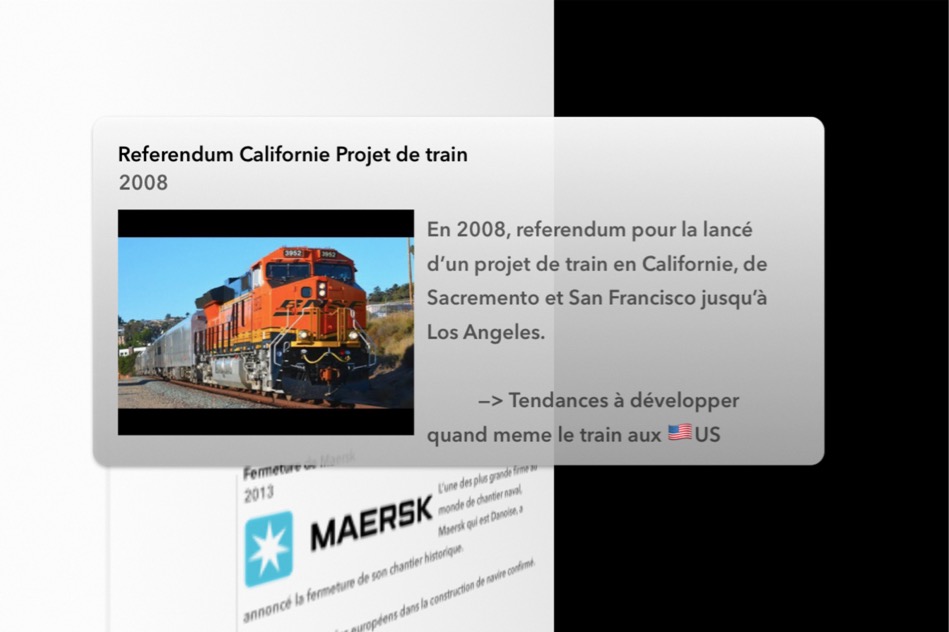 Referendum Californie Projet de train
2008
3952 3952
En 2008, referendum pour la lancé
d’un projet de train en Californie, de
Sacremento et San Francisco jusqu’à
Los Angeles.
—> Tendances à développer
quand meme le train aux 🇺🇸US
Fermeture de Maersk
2013
MAERSK
L'une des plus grande firme au
monde de chantier naval,
Maersk qui est Danoise, a
annoncé la fermeture de son chantier historique.
européens dans la construction de navire confirmé.